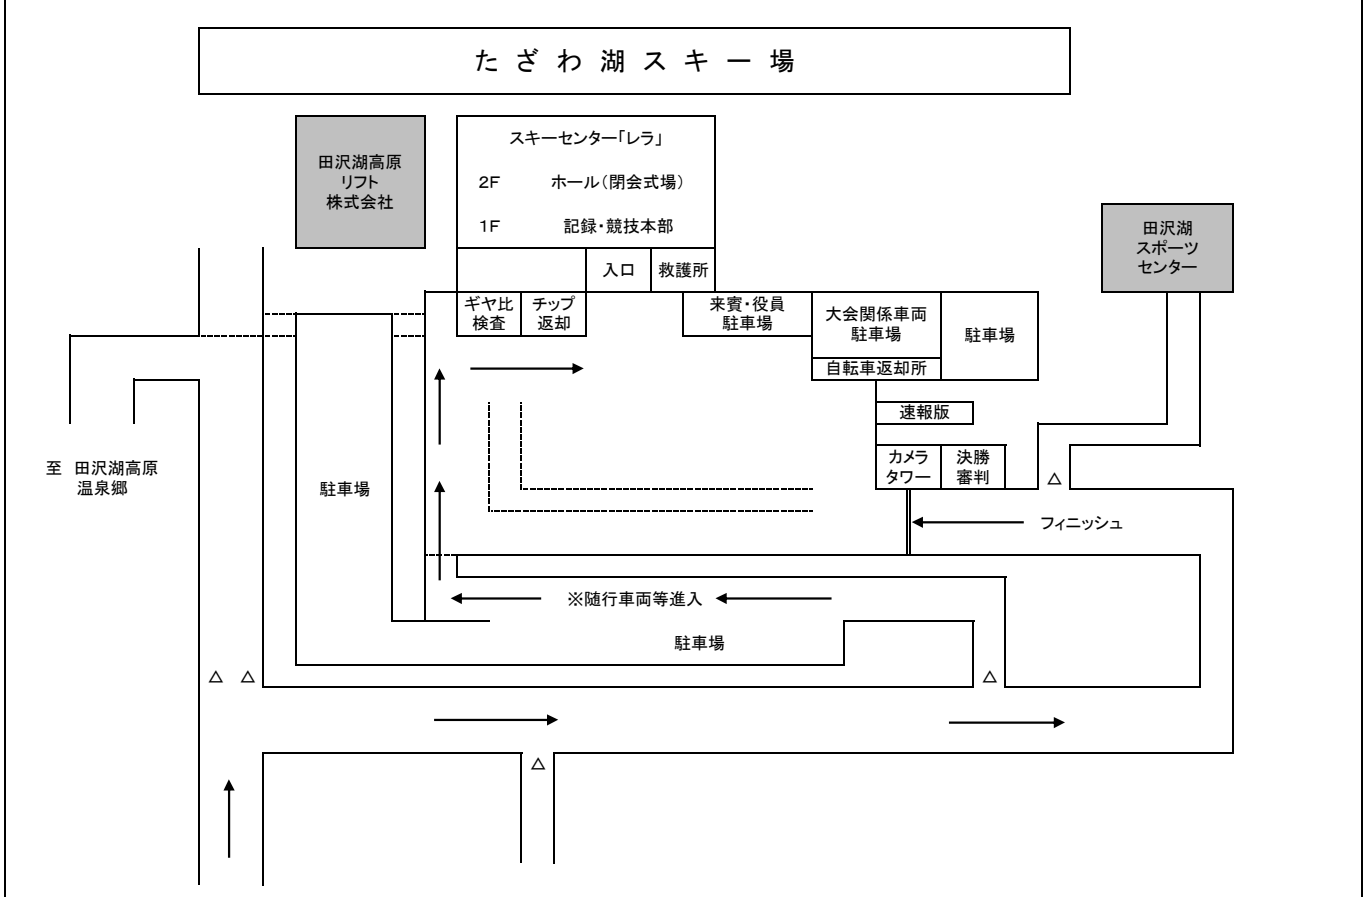 たざわ湖スキー場
田沢湖高原
リフト
株式会社
スキーセンター「レラ」
2F ホール(閉会式場)
1F 記録・競技本部
入口
救護所
田沢湖
スポーツ
センター
ギヤ比
検査
チップ
返却
来賓・役員
駐車場
大会関係車両
駐車場
駐車場
自転車返却所
速報版
カメラ
タワー
決勝
審判
△
至 田沢湖高原
温泉郷
駐車場
フィニッシュ
※随行車両等進入
駐車場
△ △
△
△